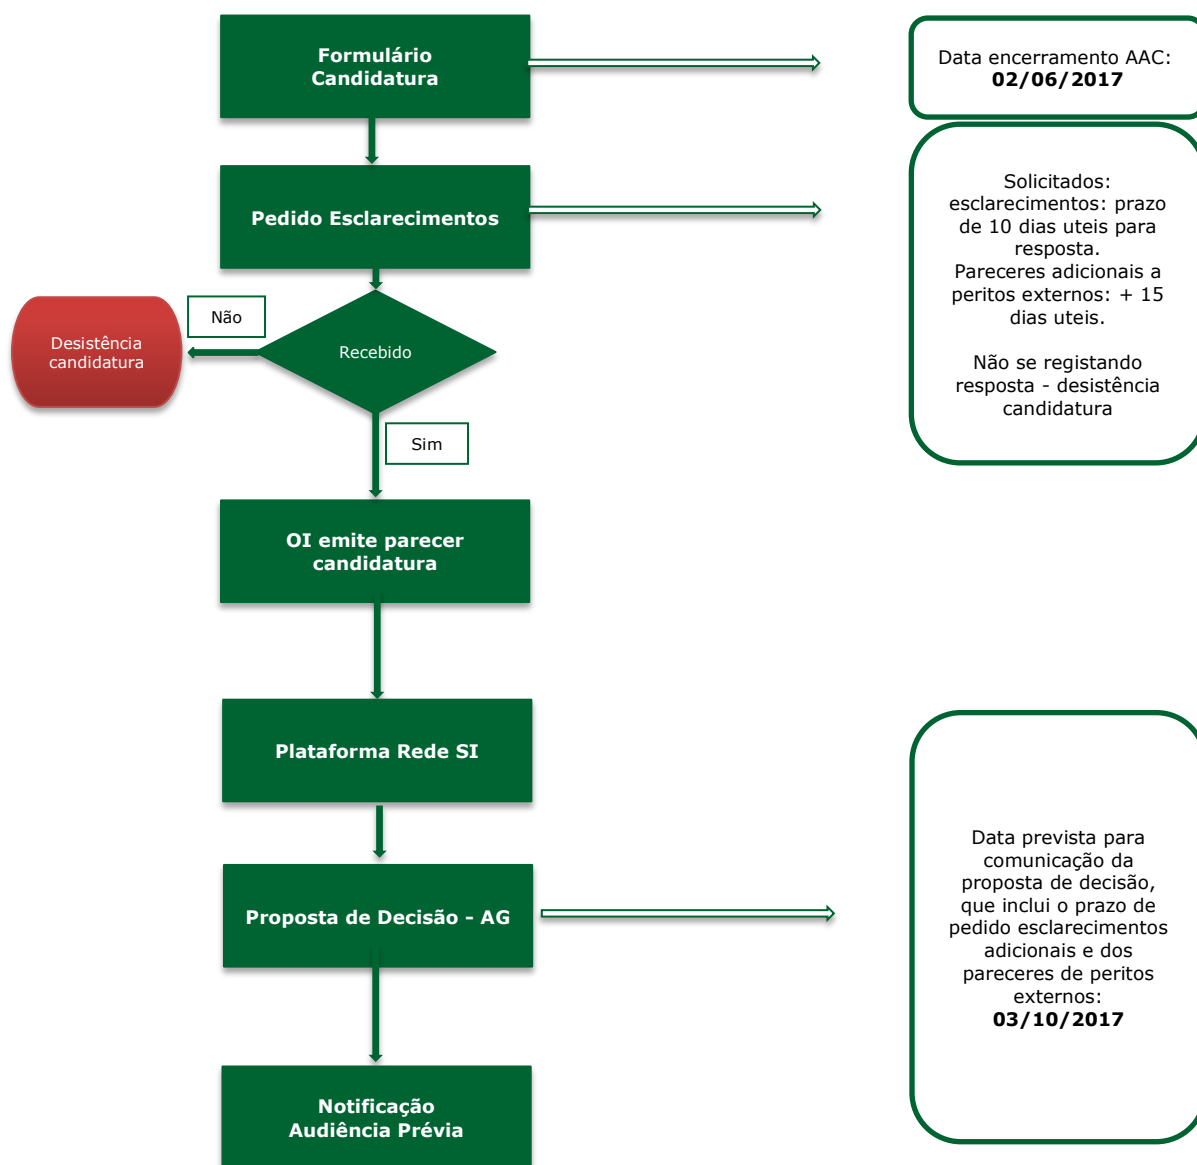 Formulário
Candidatura
Data encerramento AAC:
02/06/2017
Pedido Esclarecimentos
Solicitados:
esclarecimentos: prazo
de 10 dias uteis para
resposta.
Pareceres adicionais a
peritos externos: + 15
dias uteis.
Não se registando
resposta - desistência
candidatura
Não
Desistência
candidatura
Recebido
Sim
OI emite parecer
candidatura
Plataforma Rede SI
Proposta de Decisão - AG
Data prevista para
comunicação da
proposta de decisão,
que inclui o prazo de
pedido esclarecimentos
adicionais e dos
pareceres de peritos
externos:
03/10/2017
Notificação
Audiência Prévia